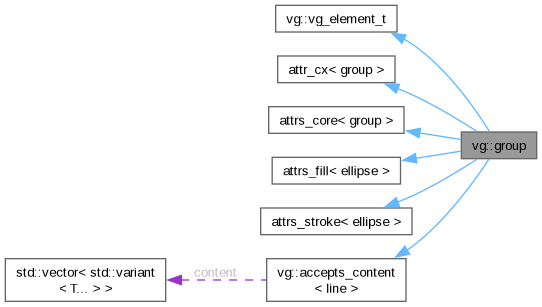 vg::vg_element_t
attr_cx< group >
attrs_core< group >
vg::group
attrs_fill< ellipse >
attrs_stroke< ellipse >
std::vector< std::variant
< T... > >
content
vg::accepts_content
< line >